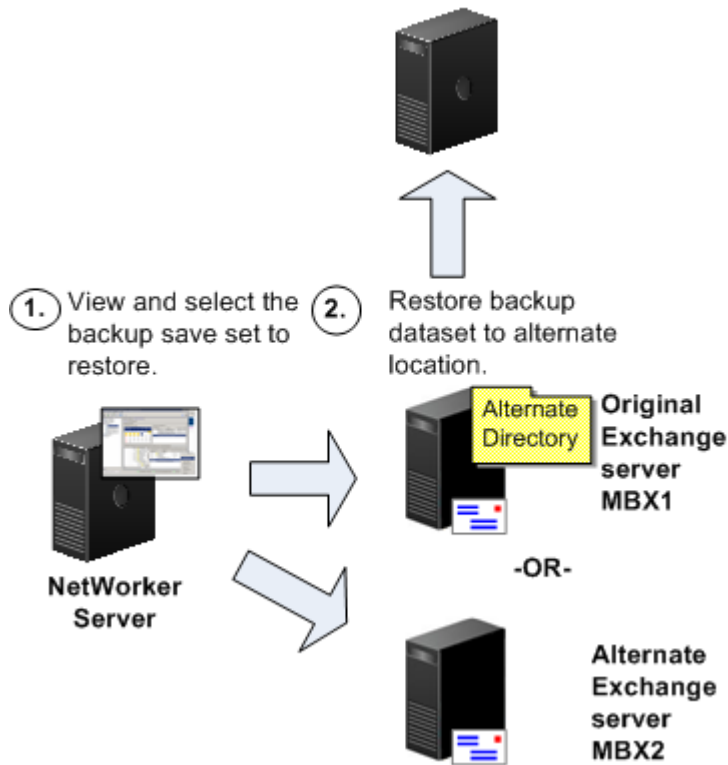 1.
View and select the
backup save set to
restore.
2.
Restore backup
dataset to alternate
location.
NetWorker
Server
Alternate
Directory
Original
Exchange
server
MBX1
-OR-
Alternate
Exchange
server
MBX2